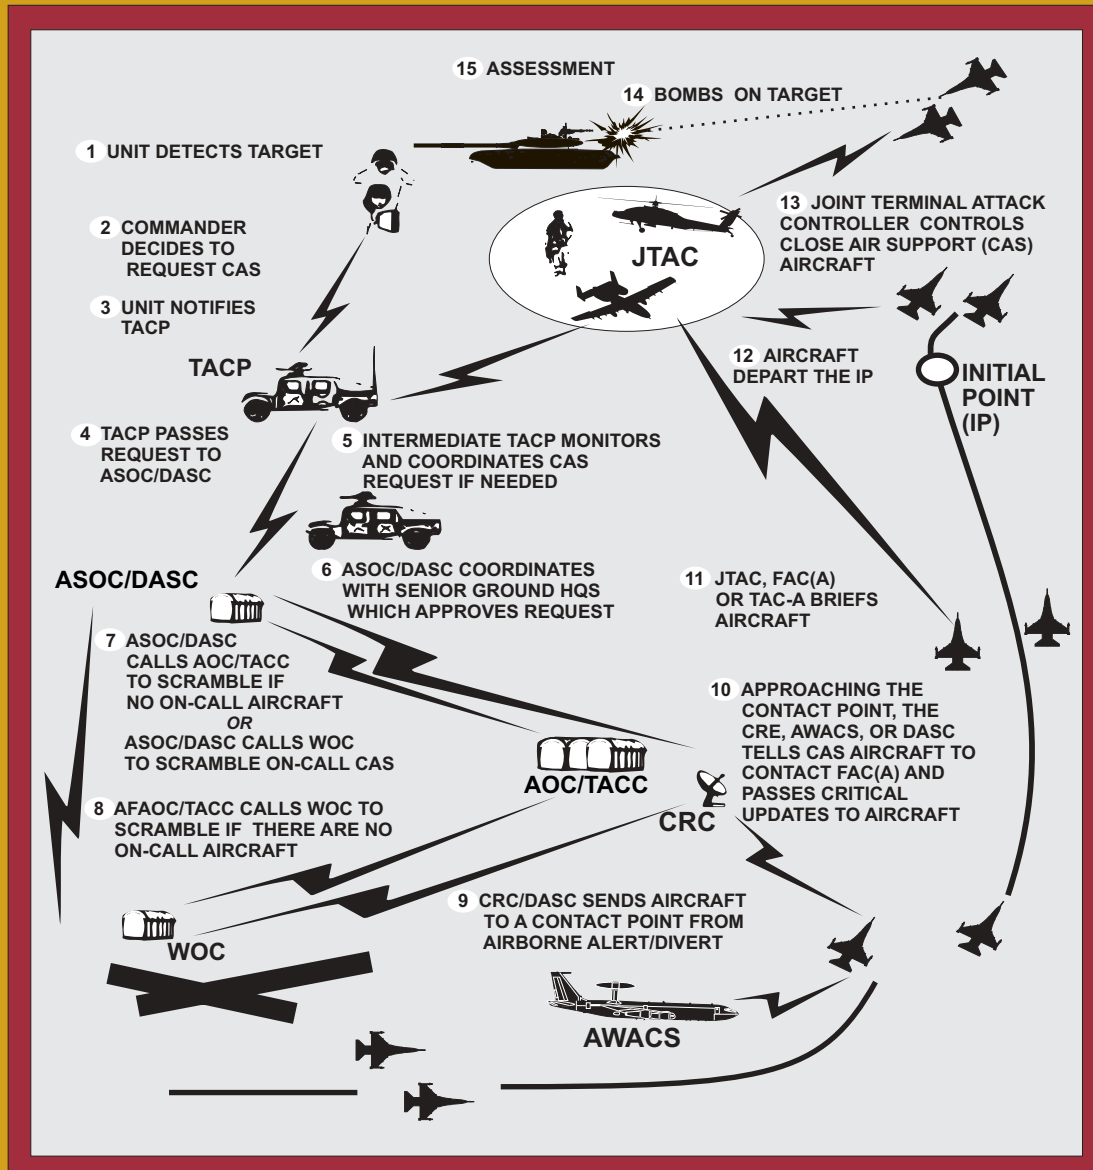 15 ASSESSMENT
14 BOMBS ON TARGET
1 UNIT DETECTS TARGET
2 COMMANDER
DECIDES TO
REQUEST CAS
3 UNIT NOTIFIES
TACP
JTAC
13 JOINT TERMINAL ATTACK
CONTROLLER CONTROLS
CLOSE AIR SUPPORT (CAS)
AIRCRAFT
12 AIRCRAFT
DEPART THE IP
INITIAL
POINT
(IP)
TACP
4 TACP PASSES
REQUEST TO
ASOC/DASC
5 INTERMEDIATE TACP MONITORS
AND COORDINATES CAS
REQUEST IF NEEDED
ASOC/DASC
6 ASOC/DASC COORDINATES
WITH SENIOR GROUND HQS
WHICH APPROVES REQUEST
11 JTAC, FAC(A)
OR TAC-A BRIEFS
AIRCRAFT
7 ASOC/DASC
CALLS AOC/TACC
TO SCRAMBLE IF
NO ON-CALL AIRCRAFT
OR
ASOC/DASC CALLS WOC
TO SCRAMBLE ON-CALL CAS
10 APPROACHING THE
CONTACT POINT, THE
CRE, AWACS, OR DASC
TELLS CAS AIRCRAFT TO
CONTACT FAC(A) AND
PASSES CRITICAL
UPDATES TO AIRCRAFT
AOC/TACC
CRC
8 AFAOC/TACC CALLS WOC TO
SCRAMBLE IF THERE ARE NO
ON-CALL AIRCRAFT
9 CRC/DASC SENDS AIRCRAFT
TO A CONTACT POINT FROM
AIRBORNE ALERT/DIVERT
WOC
AWACS